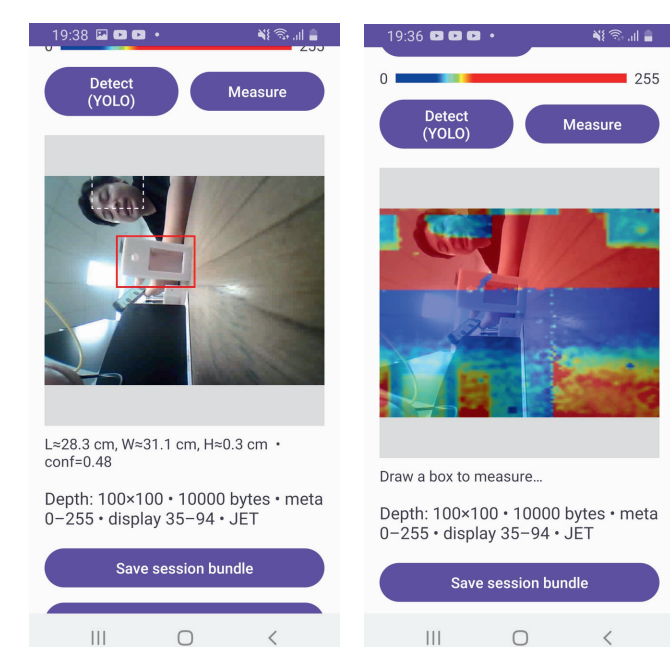 19:38
0
255
Detect
(YOLO)
Measure
L≈28.3 cm, W≈31.1 cm, H≈0.3 cm •
conf=0.48
Depth: 100×100 • 10000 bytes • meta
0–255 • display 35–94 • JET
Save session bundle
19:36
0
255
Detect
(YOLO)
Measure
Draw a box to measure...
Depth: 100×100 • 10000 bytes • meta
0–255 • display 35–94 • JET
Save session bundle